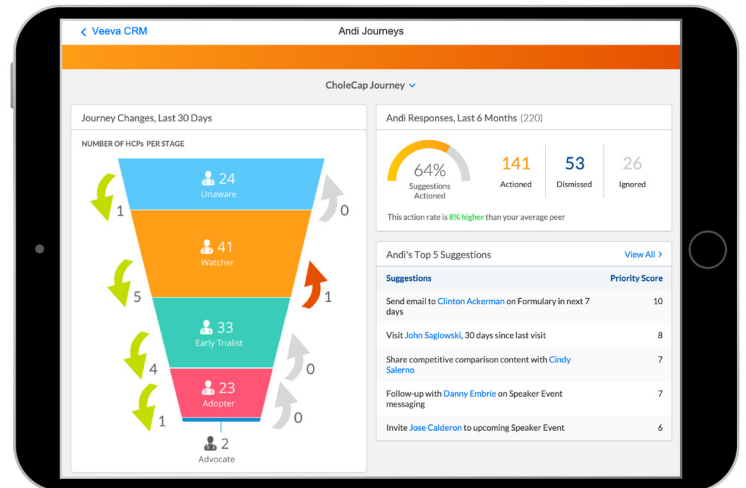 Veeva CRM
Andi Journeys
CholeCap Journey
Journey Changes, Last 30 Days
NUMBER OF HCPs PER STAGE
24
Unaware
1
0
41
Watcher
5
1
33
Early Trialist
4
0
23
Adopter
1
0
2
Advocate
Andi Responses, Last 6 Months (220)
64%
Suggestions
Actioned
141
Actioned
53
Dismissed
26
Ignored
This action rate is 8% higher than your average peer
Andi's Top 5 Suggestions
View All >
Suggestions
Priority Score
Send email to Clinton Ackerman on Formulary in next 7
days
10
Visit John Saglowski, 30 days since last visit
8
Share competitive comparison content with Cindy
Salerno
7
Follow-up with Danny Embrie on Speaker Event
messaging
7
Invite Jose Calderon to upcoming Speaker Event
6